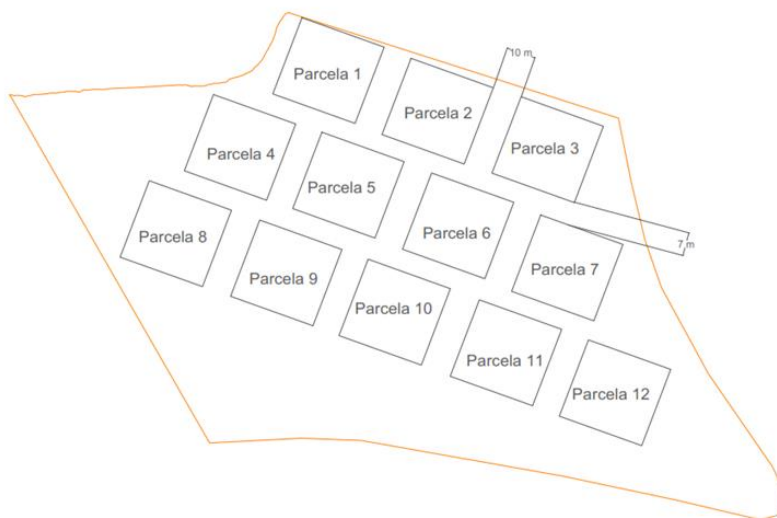 10 m
Parcela 1
Parcela 2
Parcela 3
Parcela 4
Parcela 5
Parcela 6
7 m
Parcela 7
Parcela 8
Parcela 9
Parcela 10
Parcela 11
Parcela 12